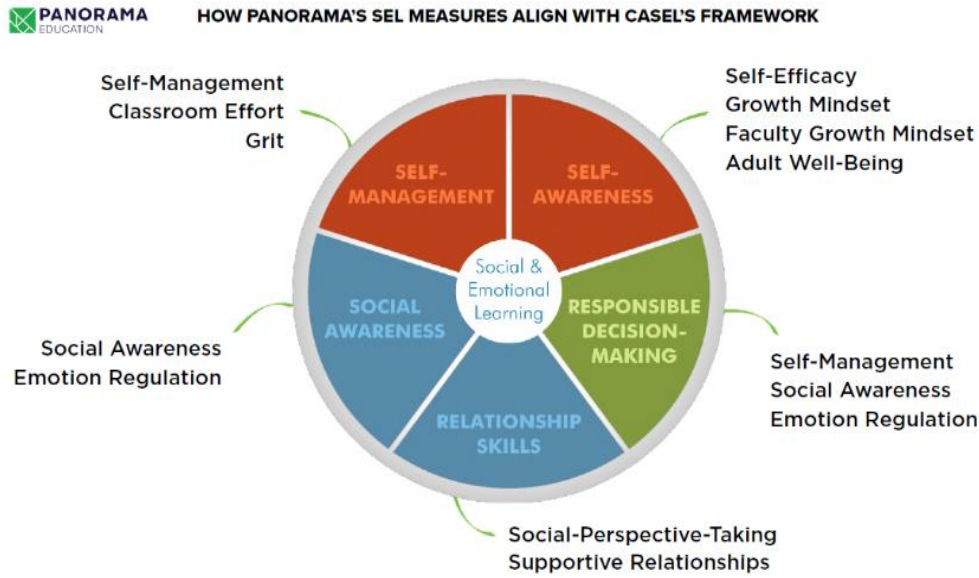 PANORAMA
EDUCATION
HOW PANORAMA'S SEL MEASURES ALIGN WITH CASEL'S FRAMEWORK
Self-Management
Classroom Effort
Grit
Self-Efficacy
Growth Mindset
Faculty Growth Mindset
Adult Well-Being
SELF-
MANAGEMENT
SELF-
AWARENESS
Social &
Emotional
Learning
SOCIAL
AWARENESS
RESPONSIBLE
DECISION-
MAKING
RELATIONSHIP
SKILLS
Social Awareness
Emotion Regulation
Self-Management
Social Awareness
Emotion Regulation
Social-Perspective-Taking
Supportive Relationships